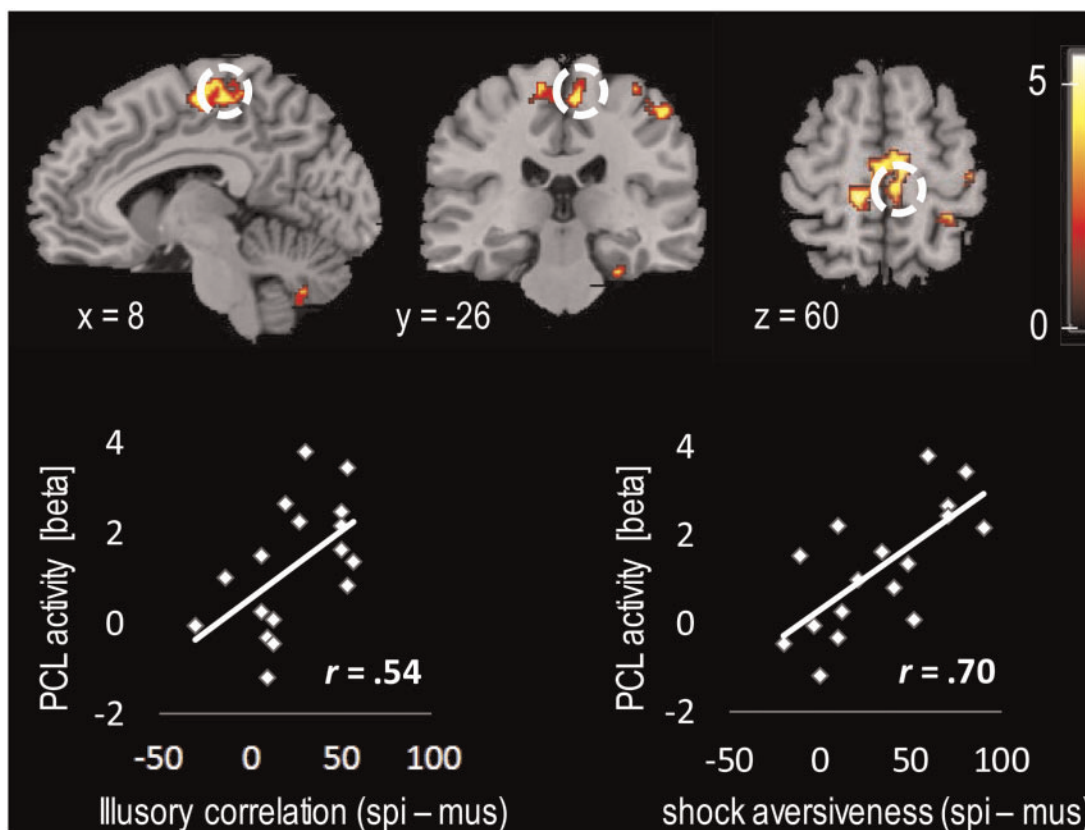 5
x = 8
y = -26
z = 60
0
4
2
0
-2
PCL activity [beta]
r = .54
-50 0 50 100
Illusory correlation (spi – mus)
4
2
0
-2
PCL activity [beta]
r = .70
-50 0 50 100
shock aversiveness (spi – mus)